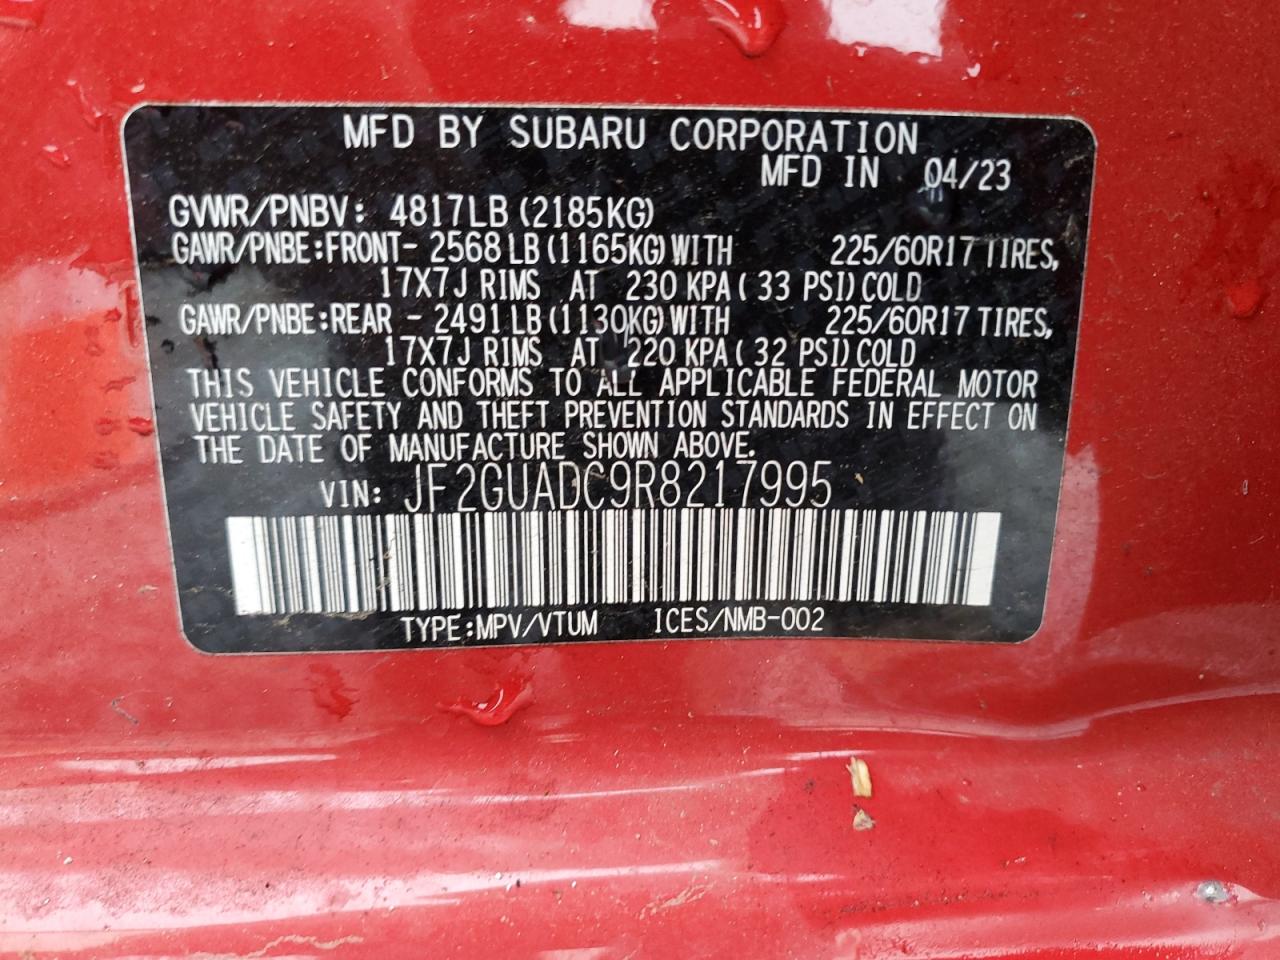 MFD BY SUBARU CORPORATION
MFD IN 04/23
GVWR/PNBV: 4817LB (2185KG)
GAWR/PNBE:FRONT- 2568 LB (1165KG) WITH 225/60R17 TIRES,
17X7J RIMS AT 230 KPA ( 33 PSI) COLD
GAWR/PNBE:REAR - 2491 LB (1130KG) WITH 225/60R17 TIRES,
17X7J RIMS AT 220 KPA ( 32 PSI) COLD
THIS VEHICLE CONFORMS TO ALL APPLICABLE FEDERAL MOTOR
VEHICLE SAFETY AND THEFT PREVENTION STANDARDS IN EFFECT ON
THE DATE OF MANUFACTURE SHOWN ABOVE.
VIN: JF2GUADC9R8217995
TYPE:MPV/VTUM ICES/NMB-002